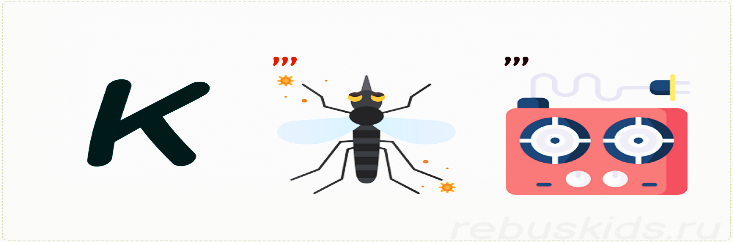 K
,,, ,,,
rebuskids.ru